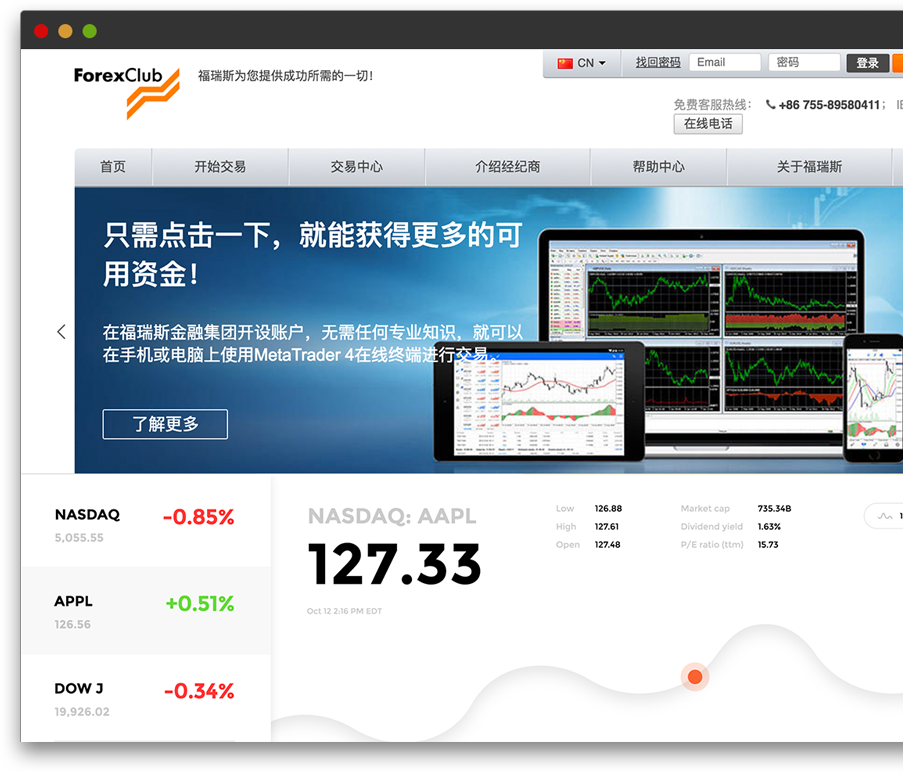 ForexClub
福瑞斯为您提供成功所需的一切！
CN
找回密码
Email
密码
登录
免费客服热线：
+86 755-89580411；
在线电话
首页
开始交易
交易中心
介绍经纪商
帮助中心
关于福瑞斯
只需点击一下，就能获得更多的可
用资金！
在福瑞斯金融集团开设账户，无需任何专业知识，就可以
在手机或电脑上使用MetaTrader 4在线终端进行交易。
了解更多
NASDAQ
-0.85%
5,055.55
APPL
+0.51%
126.56
DOW J
-0.34%
19,926.02
NASDAQ: AAPL
127.33
Oct 12 2:16 PM EDT
Low 126.88
High 127.61
Open 127.48
Market cap 735.34B
Dividend yield 1.63%
P/E ratio (ttm) 15.73